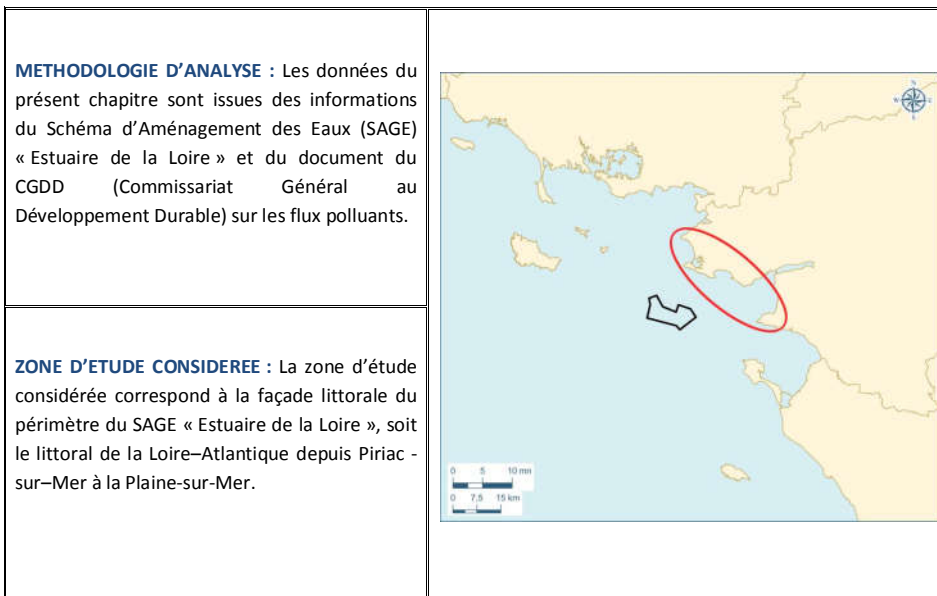 METHODOLOGIE D'ANALYSE : Les données du
présent chapitre sont issues des informations
du Schéma d'Aménagement des Eaux (SAGE)
« Estuaire de la Loire » et du document du
CGDD (Commissariat Général au
Développement Durable) sur les flux polluants.
ZONE D'ETUDE CONSIDEREE : La zone d'étude
considérée correspond à la façade littorale du
périmètre du SAGE « Estuaire de la Loire », soit
le littoral de la Loire–Atlantique depuis Piriac -
sur–Mer à la Plaine-sur-Mer.
N
W E
S
0 5 10 mn
0 7,5 15 km